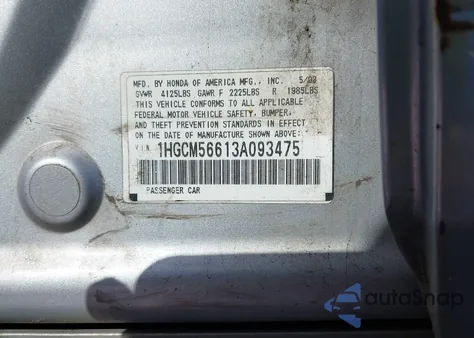 MFD. BY HONDA OF AMERICA MFG., INC. 5/03
GVWR 4125LBS GAWR F 2225LBS R 1985LBS
THIS VEHICLE CONFORMS TO ALL APPLICABLE
FEDERAL MOTOR VEHICLE SAFETY, BUMPER,
AND THEFT PREVENTION STANDARDS IN EFFECT
ON THE DATE OF MANUFACTURE SHOWN ABOVE:
V.I.N. 1HGCM56613A093475
PASSENGER CAR
autoSnap